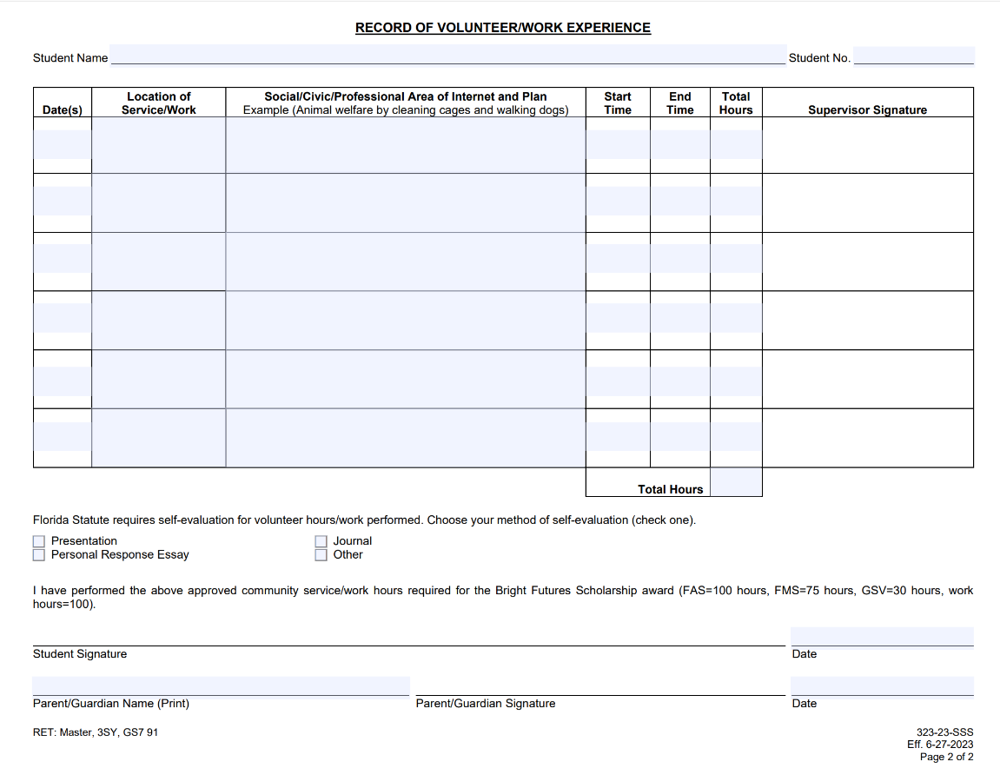 RECORD OF VOLUNTEER/WORK EXPERIENCE
Student Name
Student No.
Date(s)
Location of
Service/Work
Social/Civic/Professional Area of Internet and Plan
Example (Animal welfare by cleaning cages and walking dogs)
Start
Time
End
Time
Total
Hours
Supervisor Signature
Total Hours
Florida Statute requires self-evaluation for volunteer hours/work performed. Choose your method of self-evaluation (check one).
Presentation
Journal
Personal Response Essay
Other
I have performed the above approved community service/work hours required for the Bright Futures Scholarship award (FAS=100 hours, FMS=75 hours, GSV=30 hours, work
hours=100).
Student Signature
Date
Parent/Guardian Name (Print)
Parent/Guardian Signature
Date
RET: Master, 3SY, GS7 91
323-23-SSS
Eff. 6-27-2023
Page 2 of 2